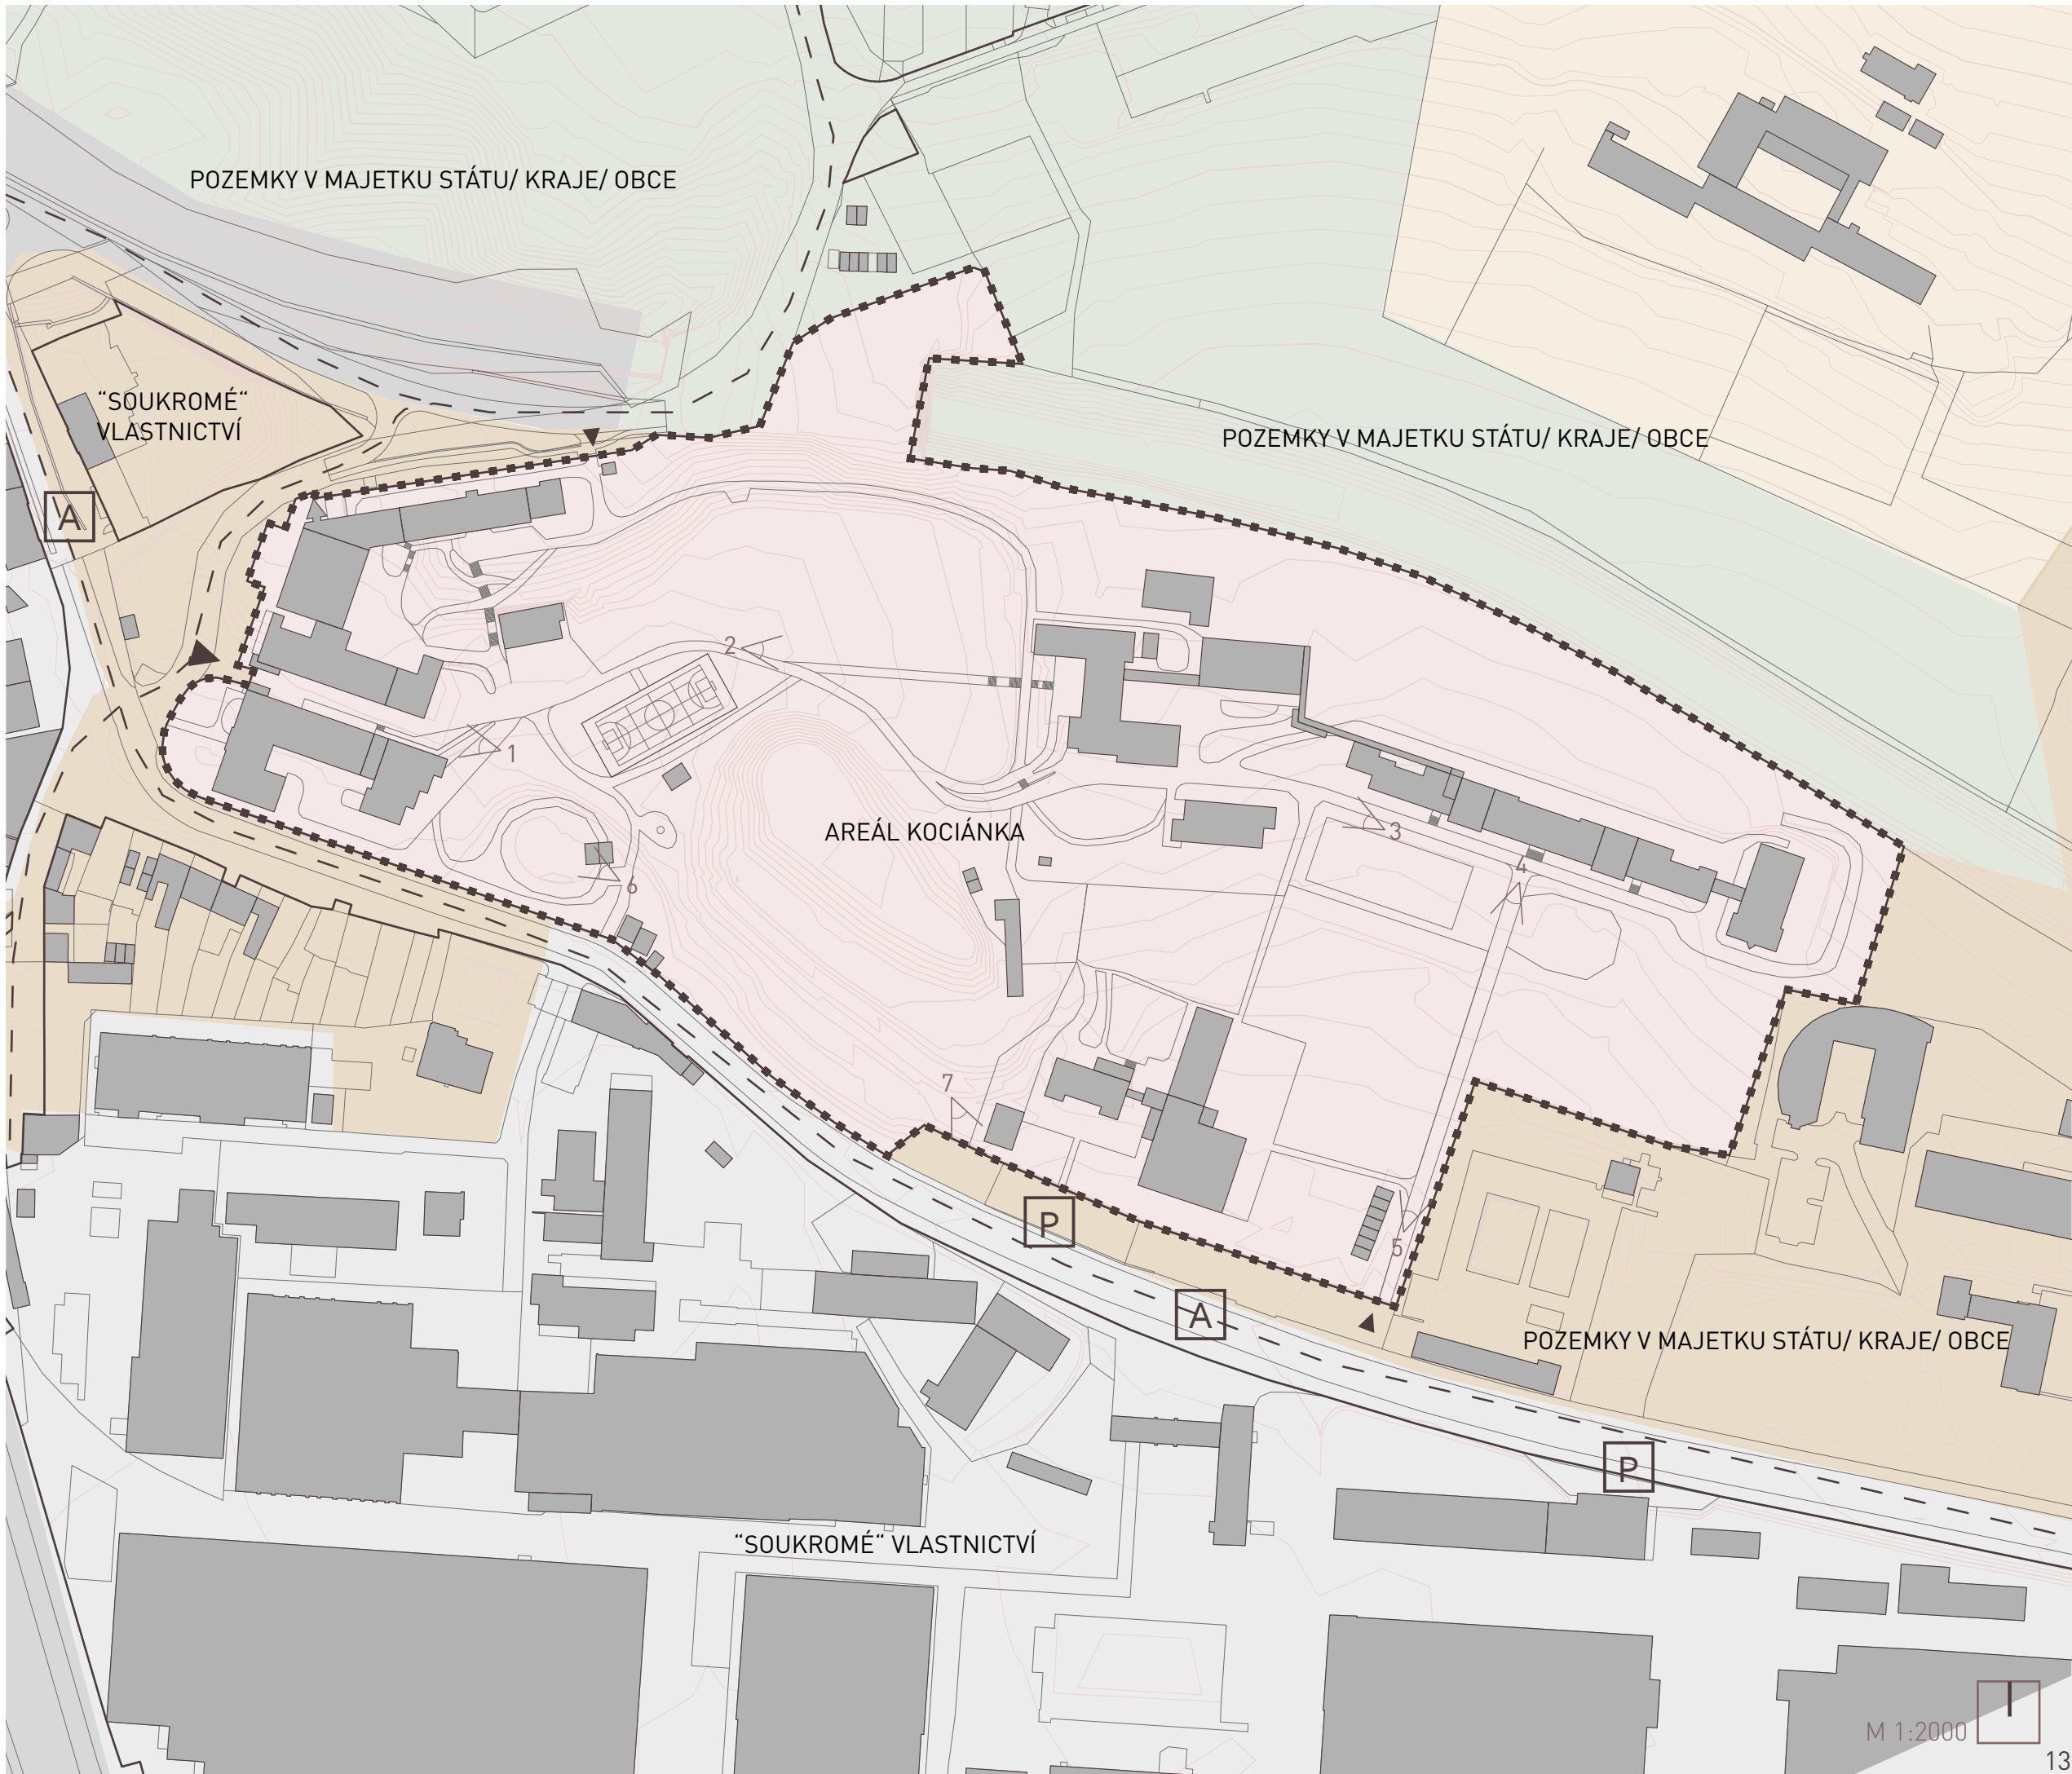 POZEMKY V MAJETKU STÁTU/ KRAJE/ OBCE
“SOUKROMÉ“
VLASTNICTVÍ
POZEMKY V MAJETKU STÁTU/ KRAJE/ OBCE
A
2
1
AREÁL KOCIÁNKA
3
4
6
7
P
5
A
POZEMKY V MAJETKU STÁTU/ KRAJE/ OBCE
P
“SOUKROMÉ“ VLASTNICTVÍ
M 1:2000
13